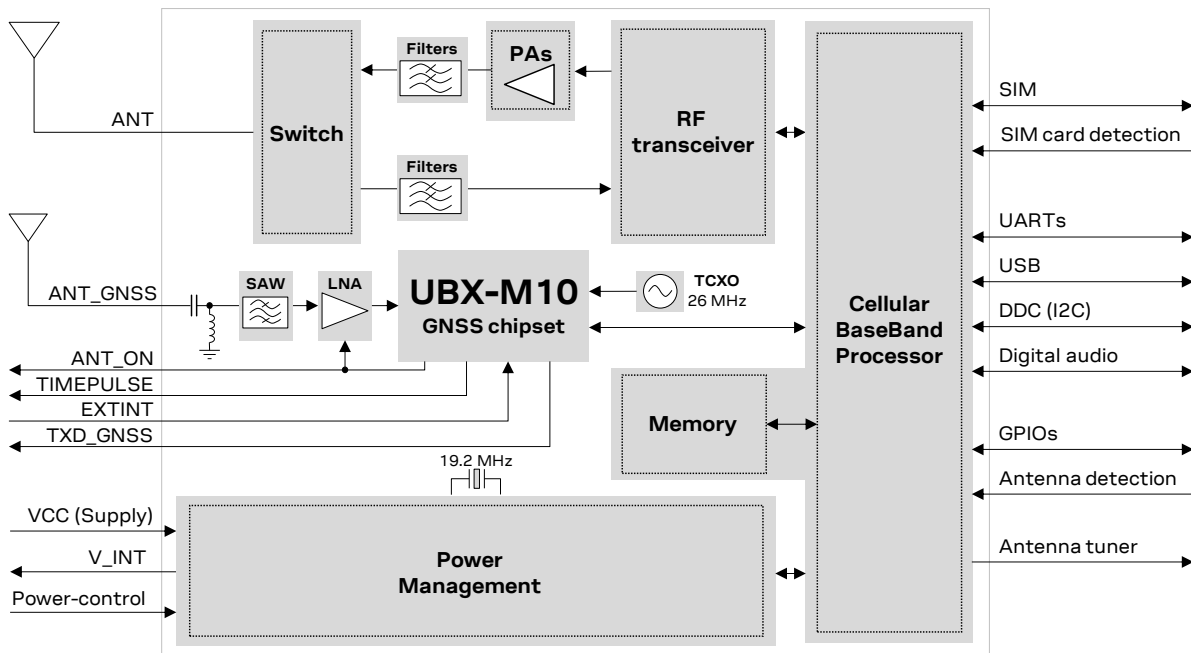 ANT
Switch
Filters
PAs
Filters
RF
transceiver
SIM
SIM card detection
UARTs
USB
DDC (I2C)
Digital audio
GPIOs
Antenna detection
Antenna tuner
Cellular
BaseBand
Processor
ANT_GNSS
SAW
LNA
UBX-M10
GNSS chipset
TCXO
26 MHz
ANT_ON
TIMEPULSE
EXTINT
TXD_GNSS
Memory
19.2 MHz
VCC (Supply)
V_INT
Power-control
Power
Management